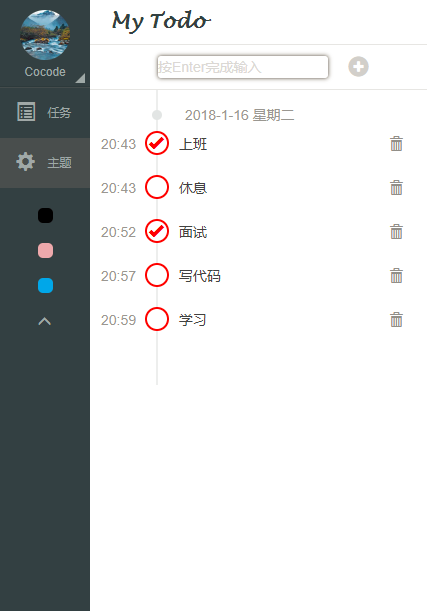 Cocode
任务
主题
My Todo
按Enter完成输入
2018-1-16 星期二
20:43 上班
20:43 休息
20:52 面试
20:57 写代码
20:59 学习